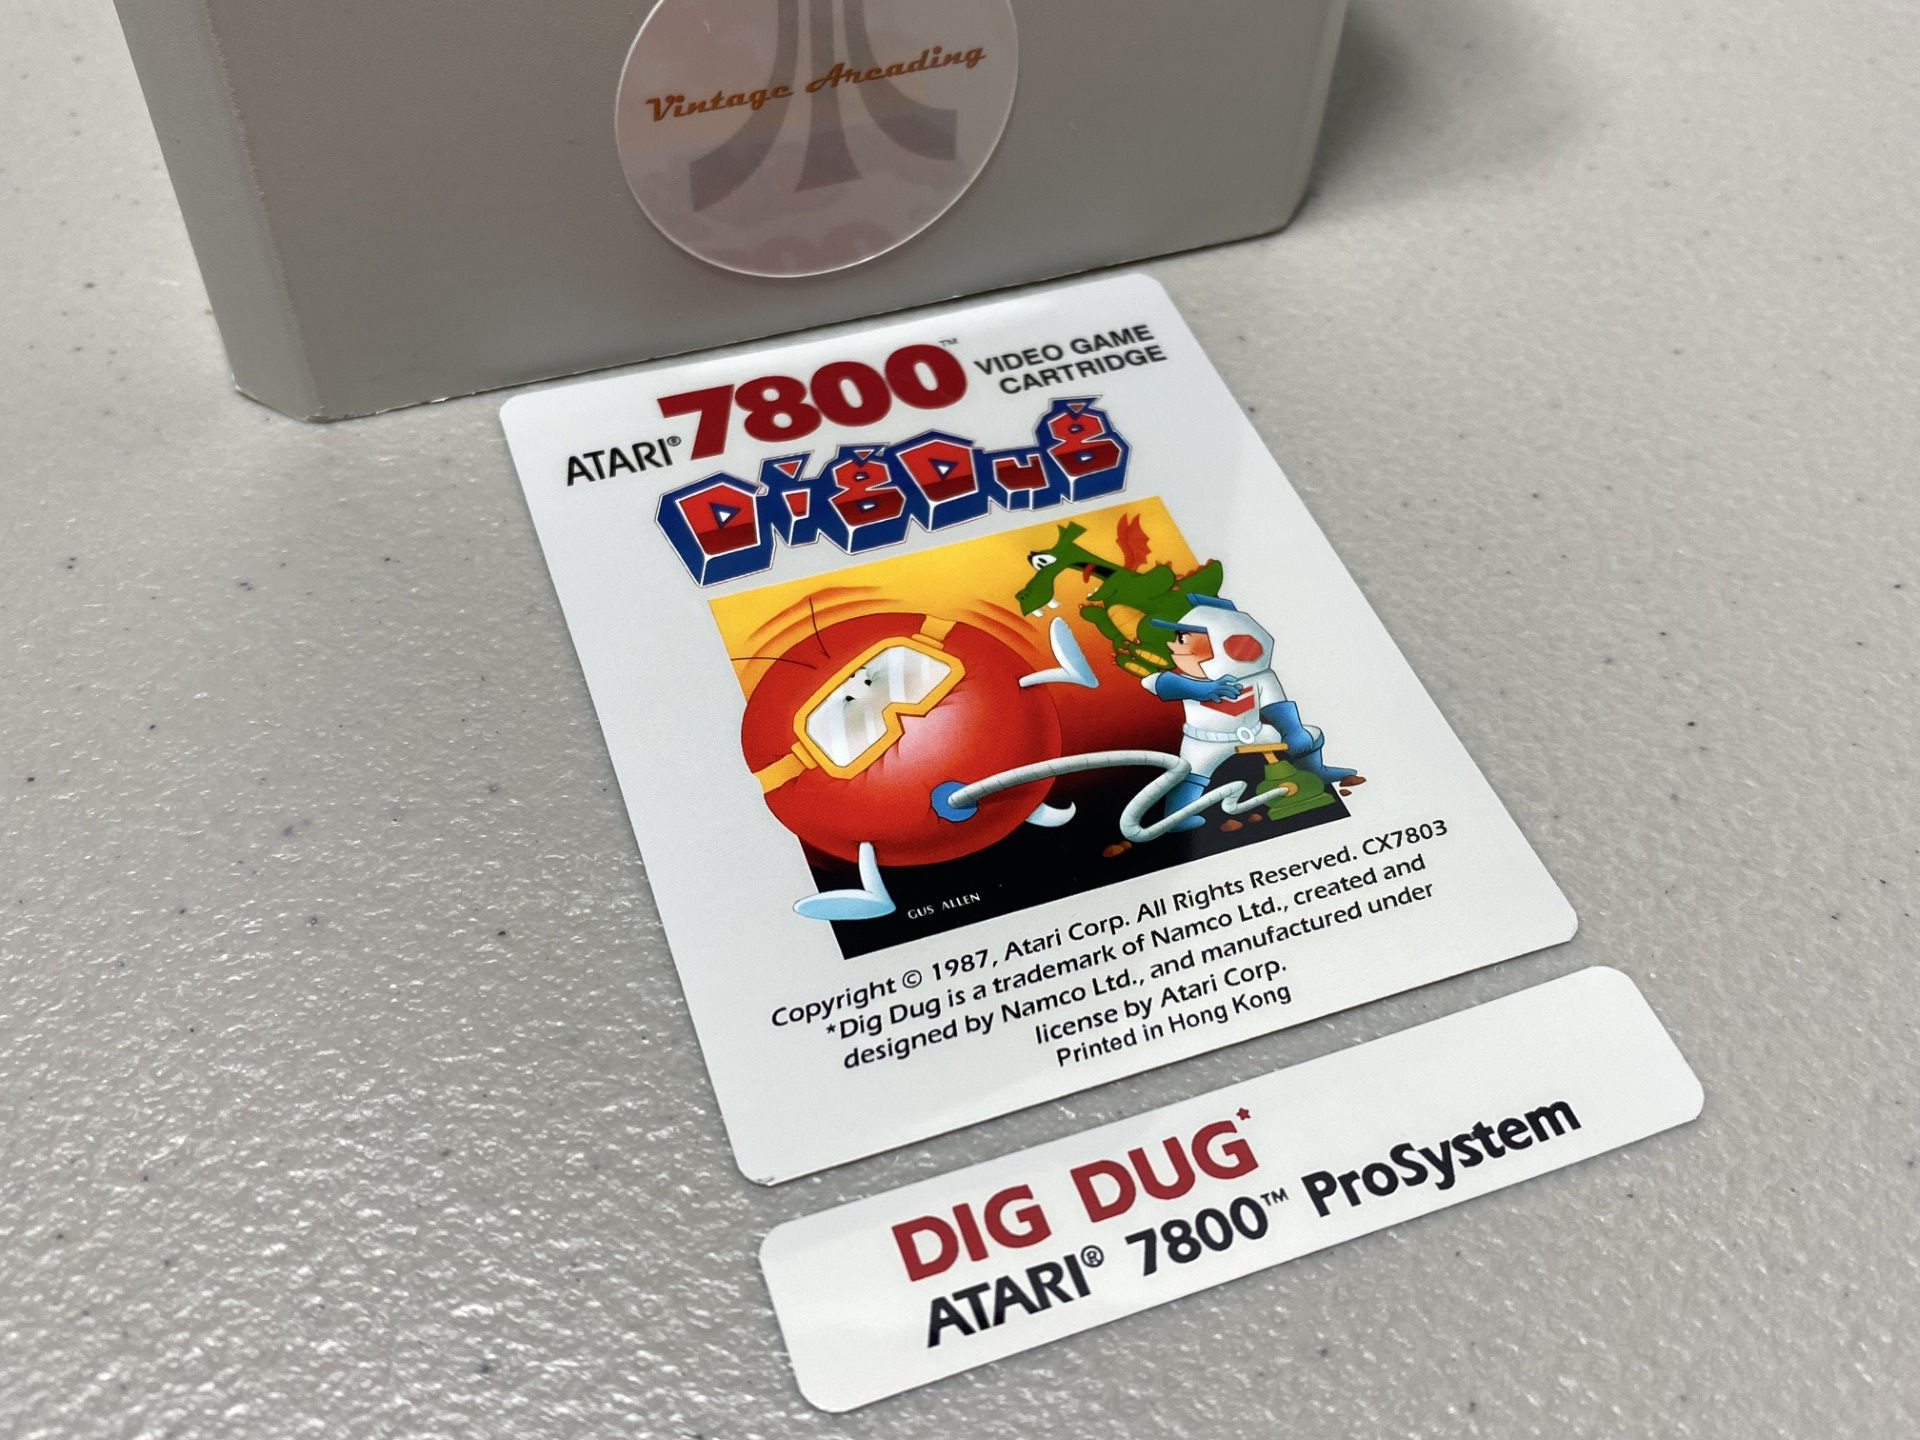 Vintage Arcading
ATARI® 7800™ VIDEO GAME
CARTRIDGE
DiGDuG
GUS ALLEN
Copyright © 1987, Atari Corp. All Rights Reserved. CX7803
*Dig Dug is a trademark of Namco Ltd., created and
designed by Namco Ltd., and manufactured under
license by Atari Corp.
Printed in Hong Kong
DIG DUG*
ATARI® 7800™ ProSystem